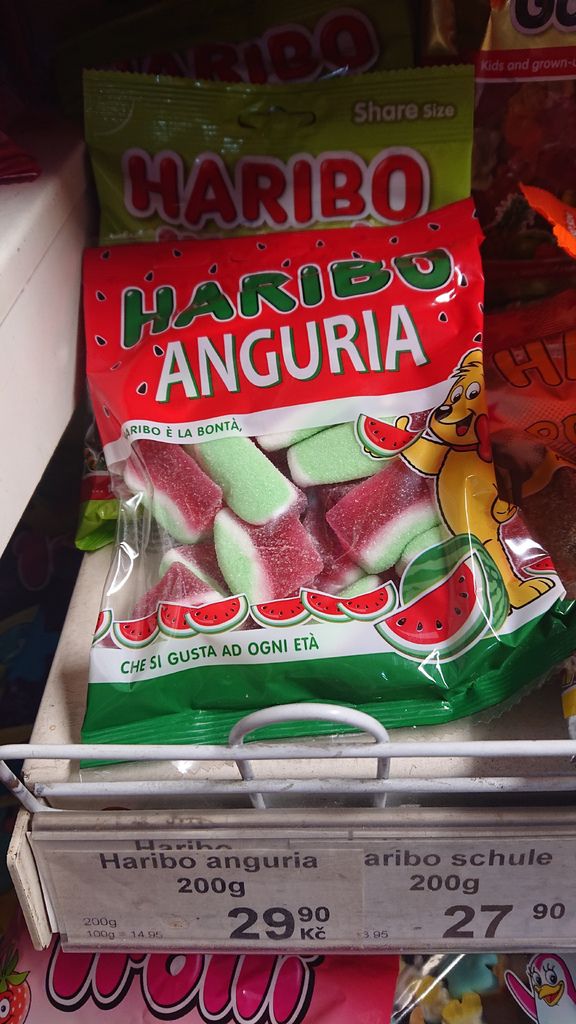 HARIBO
Kids and grown-
Share Size
HARIBO
HARIBO
ANGURIA
ARIBO È LA BONTÀ,
CHE SI GUSTA AD OGNI ETÀ
Haribo
Haribo anguria
200g
200g
100g = 14.95
29 90
Kč
aribo schule
200g
3.95
27 90